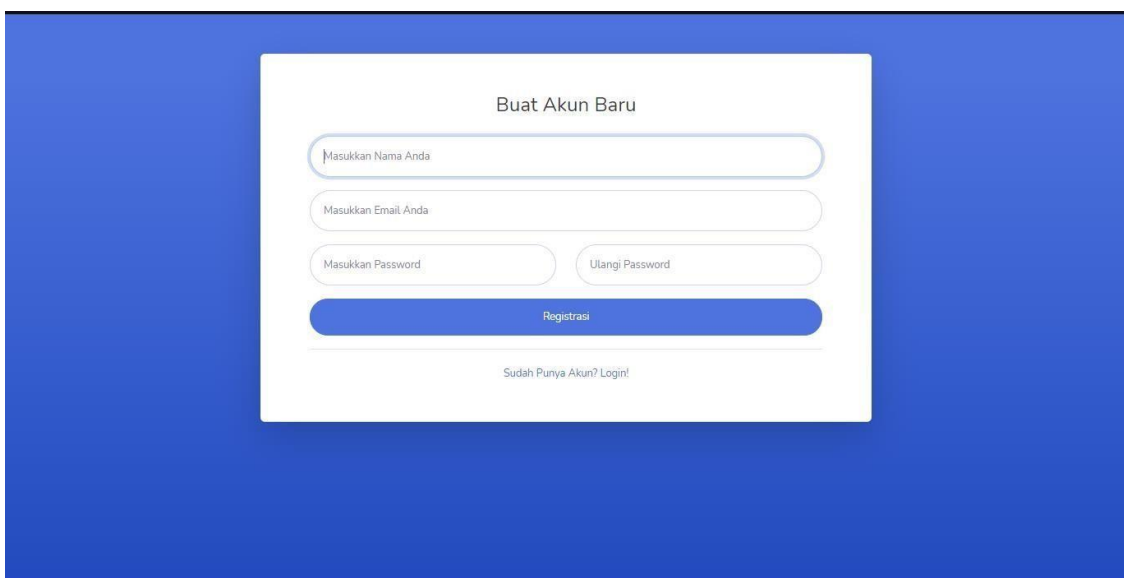 Buat Akun Baru
Masukkan Nama Anda
Masukkan Email Anda
Masukkan Password
Ulangi Password
Registrasi
Sudah Punya Akun? Login!